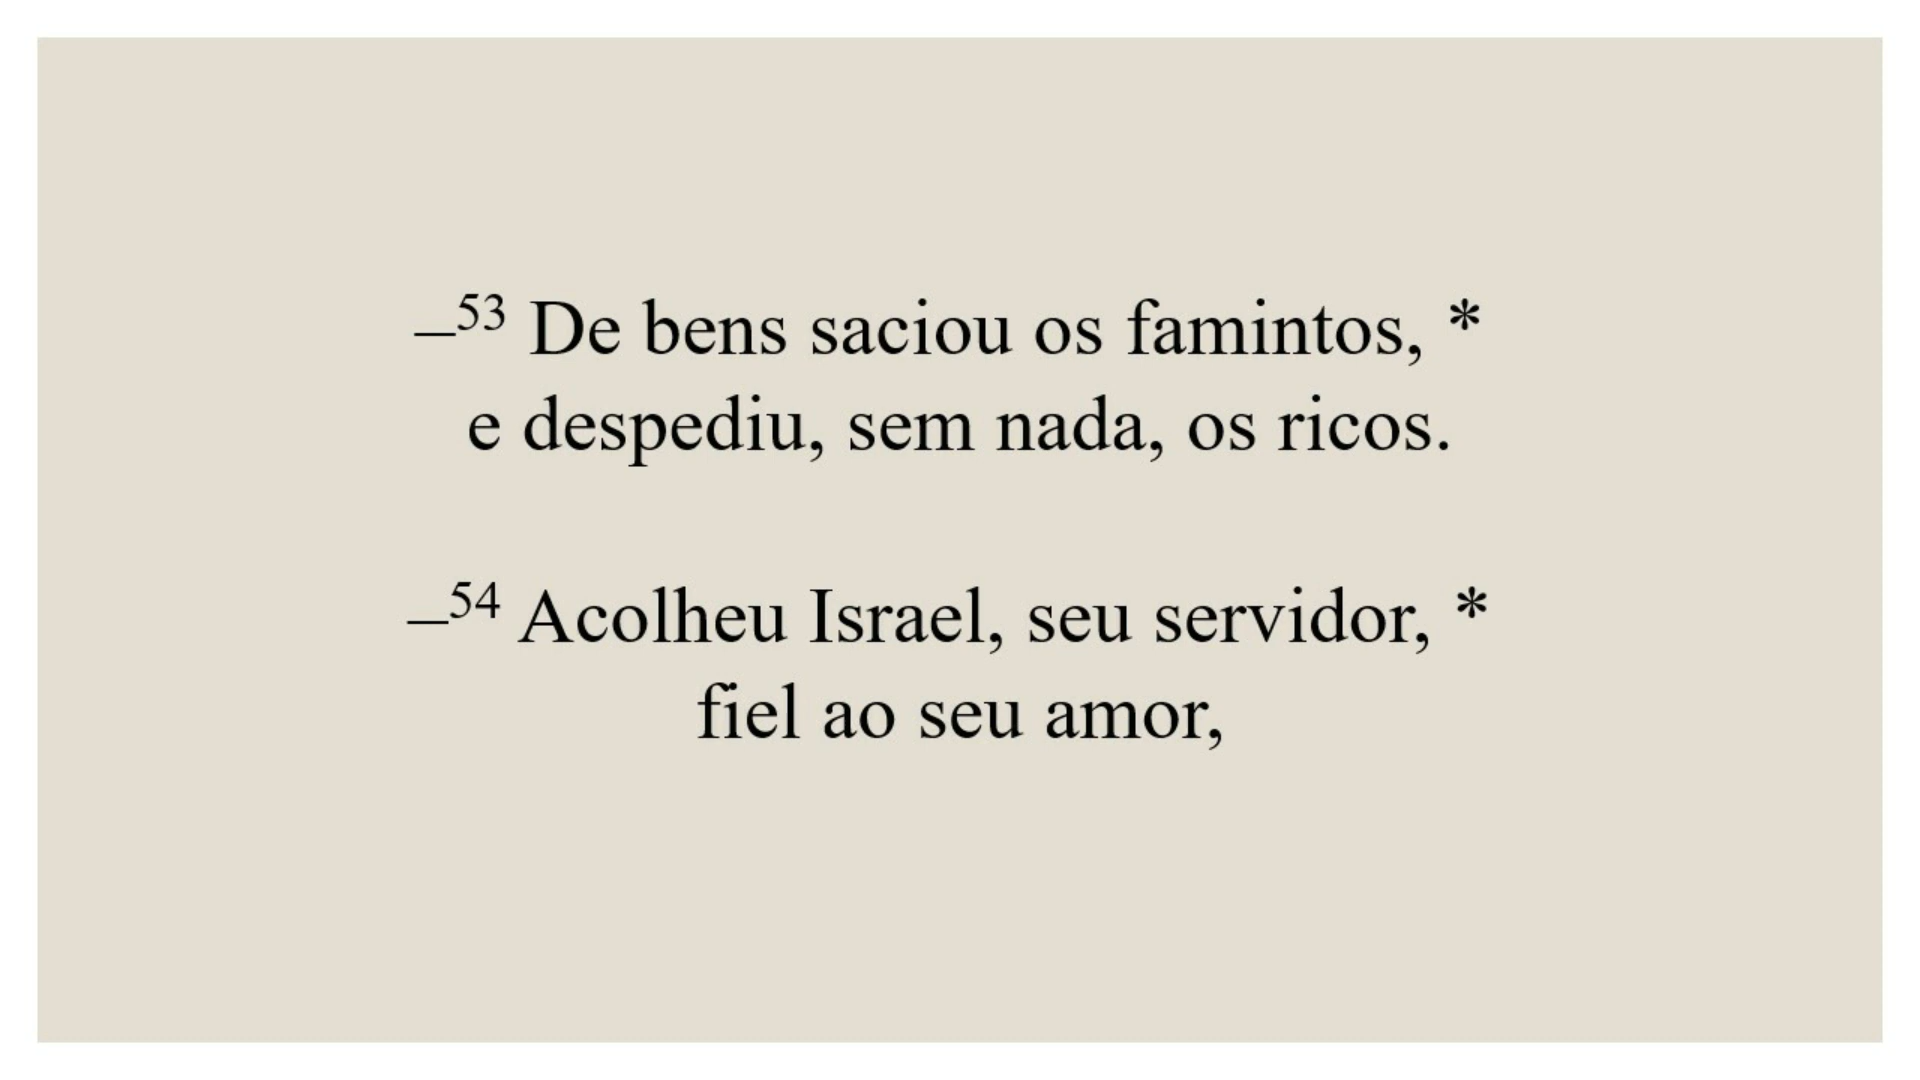 –⁵³ De bens saciou os famintos, *
e despediu, sem nada, os ricos.
–⁵⁴ Acolheu Israel, seu servidor, *
fiel ao seu amor,